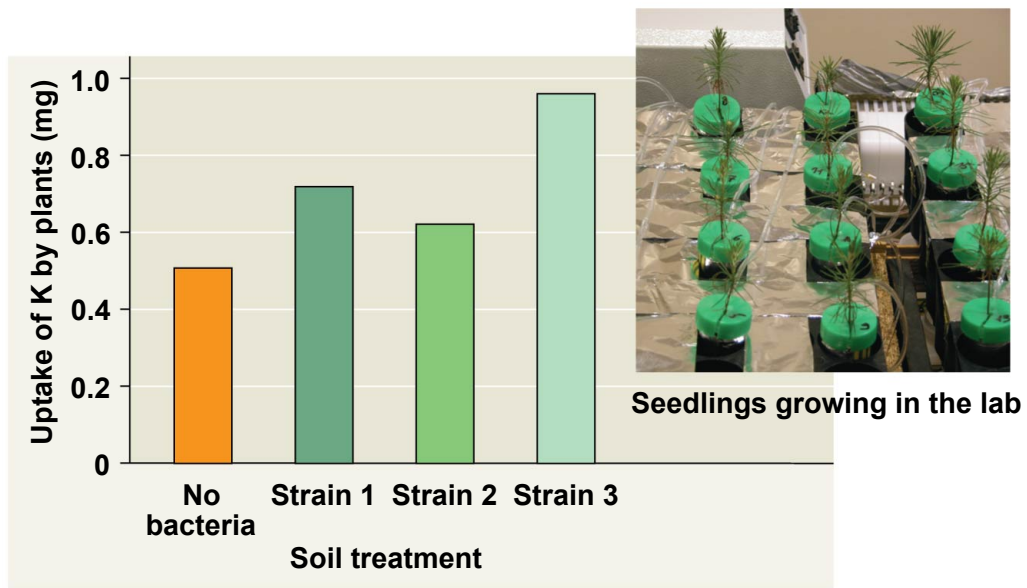 Uptake of K by plants (mg)
1.0
0.8
0.6
0.4
0.2
0
No
bacteria
Strain 1
Strain 2
Strain 3
Soil treatment
Seedlings growing in the lab